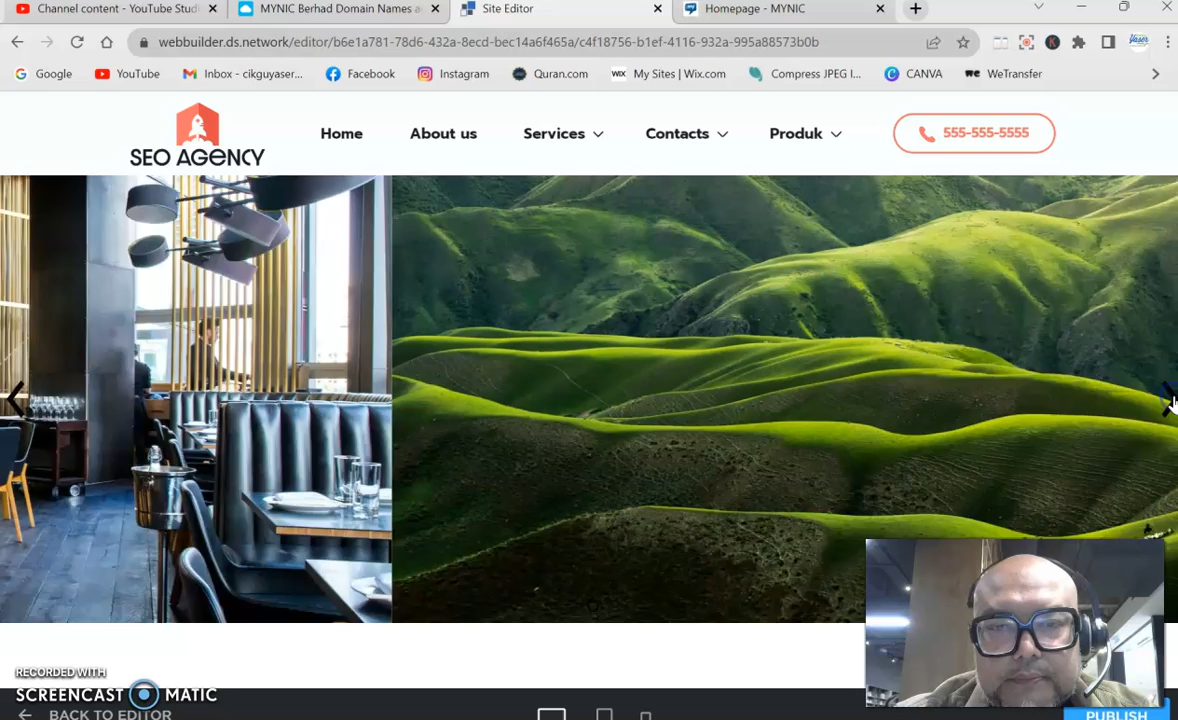 Channel content - YouTube Stud
MYNIC Berhad Domain Names a
Site Editor
Homepage - MYNIC
webbuilder.ds.network/editor/b6e1a781-78d6-432a-8ecd-bec14a6f465a/c4f18756-b1ef-4116-932a-995a88573b0b
Google
YouTube
Inbox - cikguyaser...
Facebook
Instagram
Quran.com
WIX My Sites | Wix.com
Compress JPEG I...
CANVA
we WeTransfer
SEO AGENCY
Home
About us
Services
Contacts
Produk
555-555-5555
RECORDED WITH
SCREENCAST MATIC
BACK TO EDITOR
PUBLISH